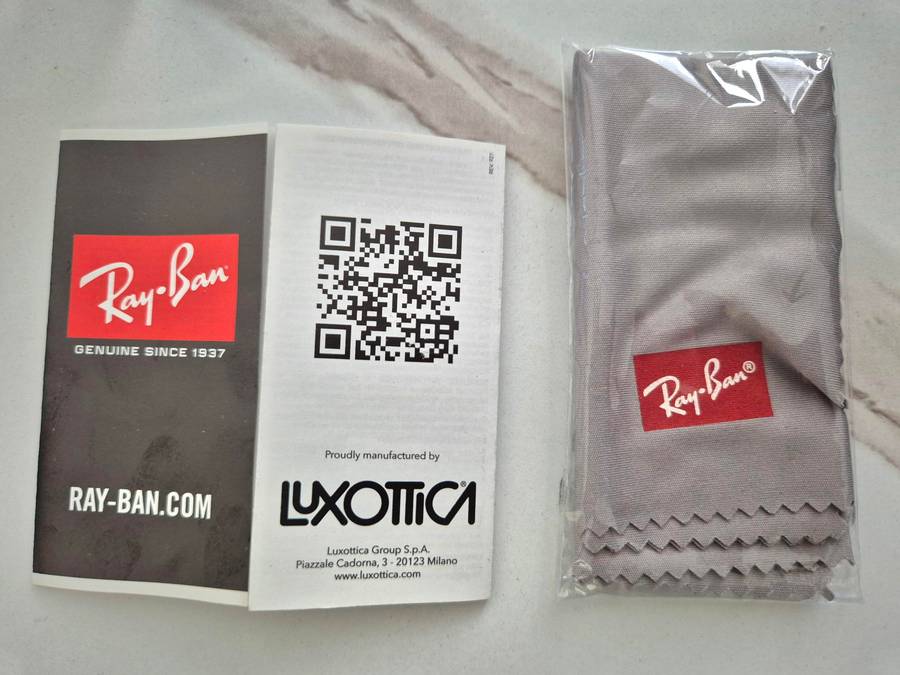 Ray-Ban
GENUINE SINCE 1937
RAY-BAN.COM
Proudly manufactured by
LUXOTTICA®
Luxottica Group S.p.A.
Piazzale Cadorna, 3 - 20123 Milano
www.luxottica.com
Ray-Ban®